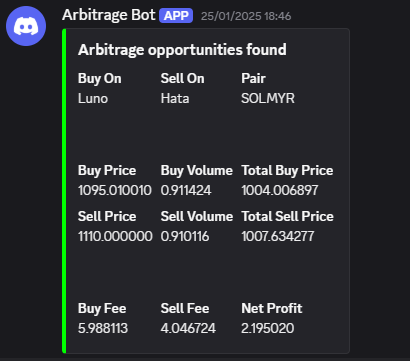 Arbitrage Bot APP 25/01/2025 18:46
Arbitrage opportunities found
Buy On Sell On Pair
Luno Hata SOLMYR
Buy Price Buy Volume Total Buy Price
1095.010010 0.911424 1004.006897
Sell Price Sell Volume Total Sell Price
1110.000000 0.910116 1007.634277
Buy Fee Sell Fee Net Profit
5.988113 4.046724 2.195020